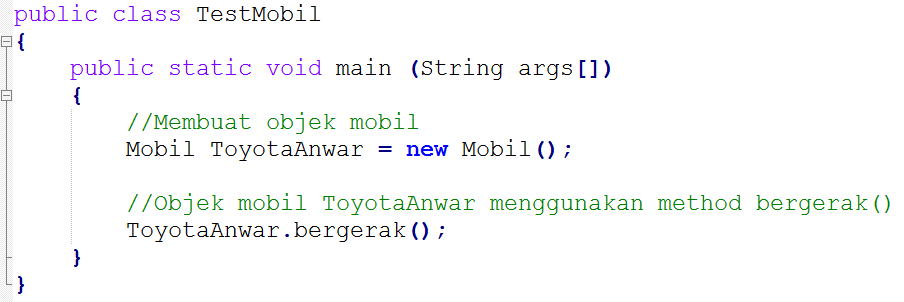 public class TestMobil
{
    public static void main (String args[])
    {
        //Membuat objek mobil
        Mobil ToyotaAnwar = new Mobil();

        //Objek mobil ToyotaAnwar menggunakan method bergerak()
        ToyotaAnwar.bergerak();
    }
}